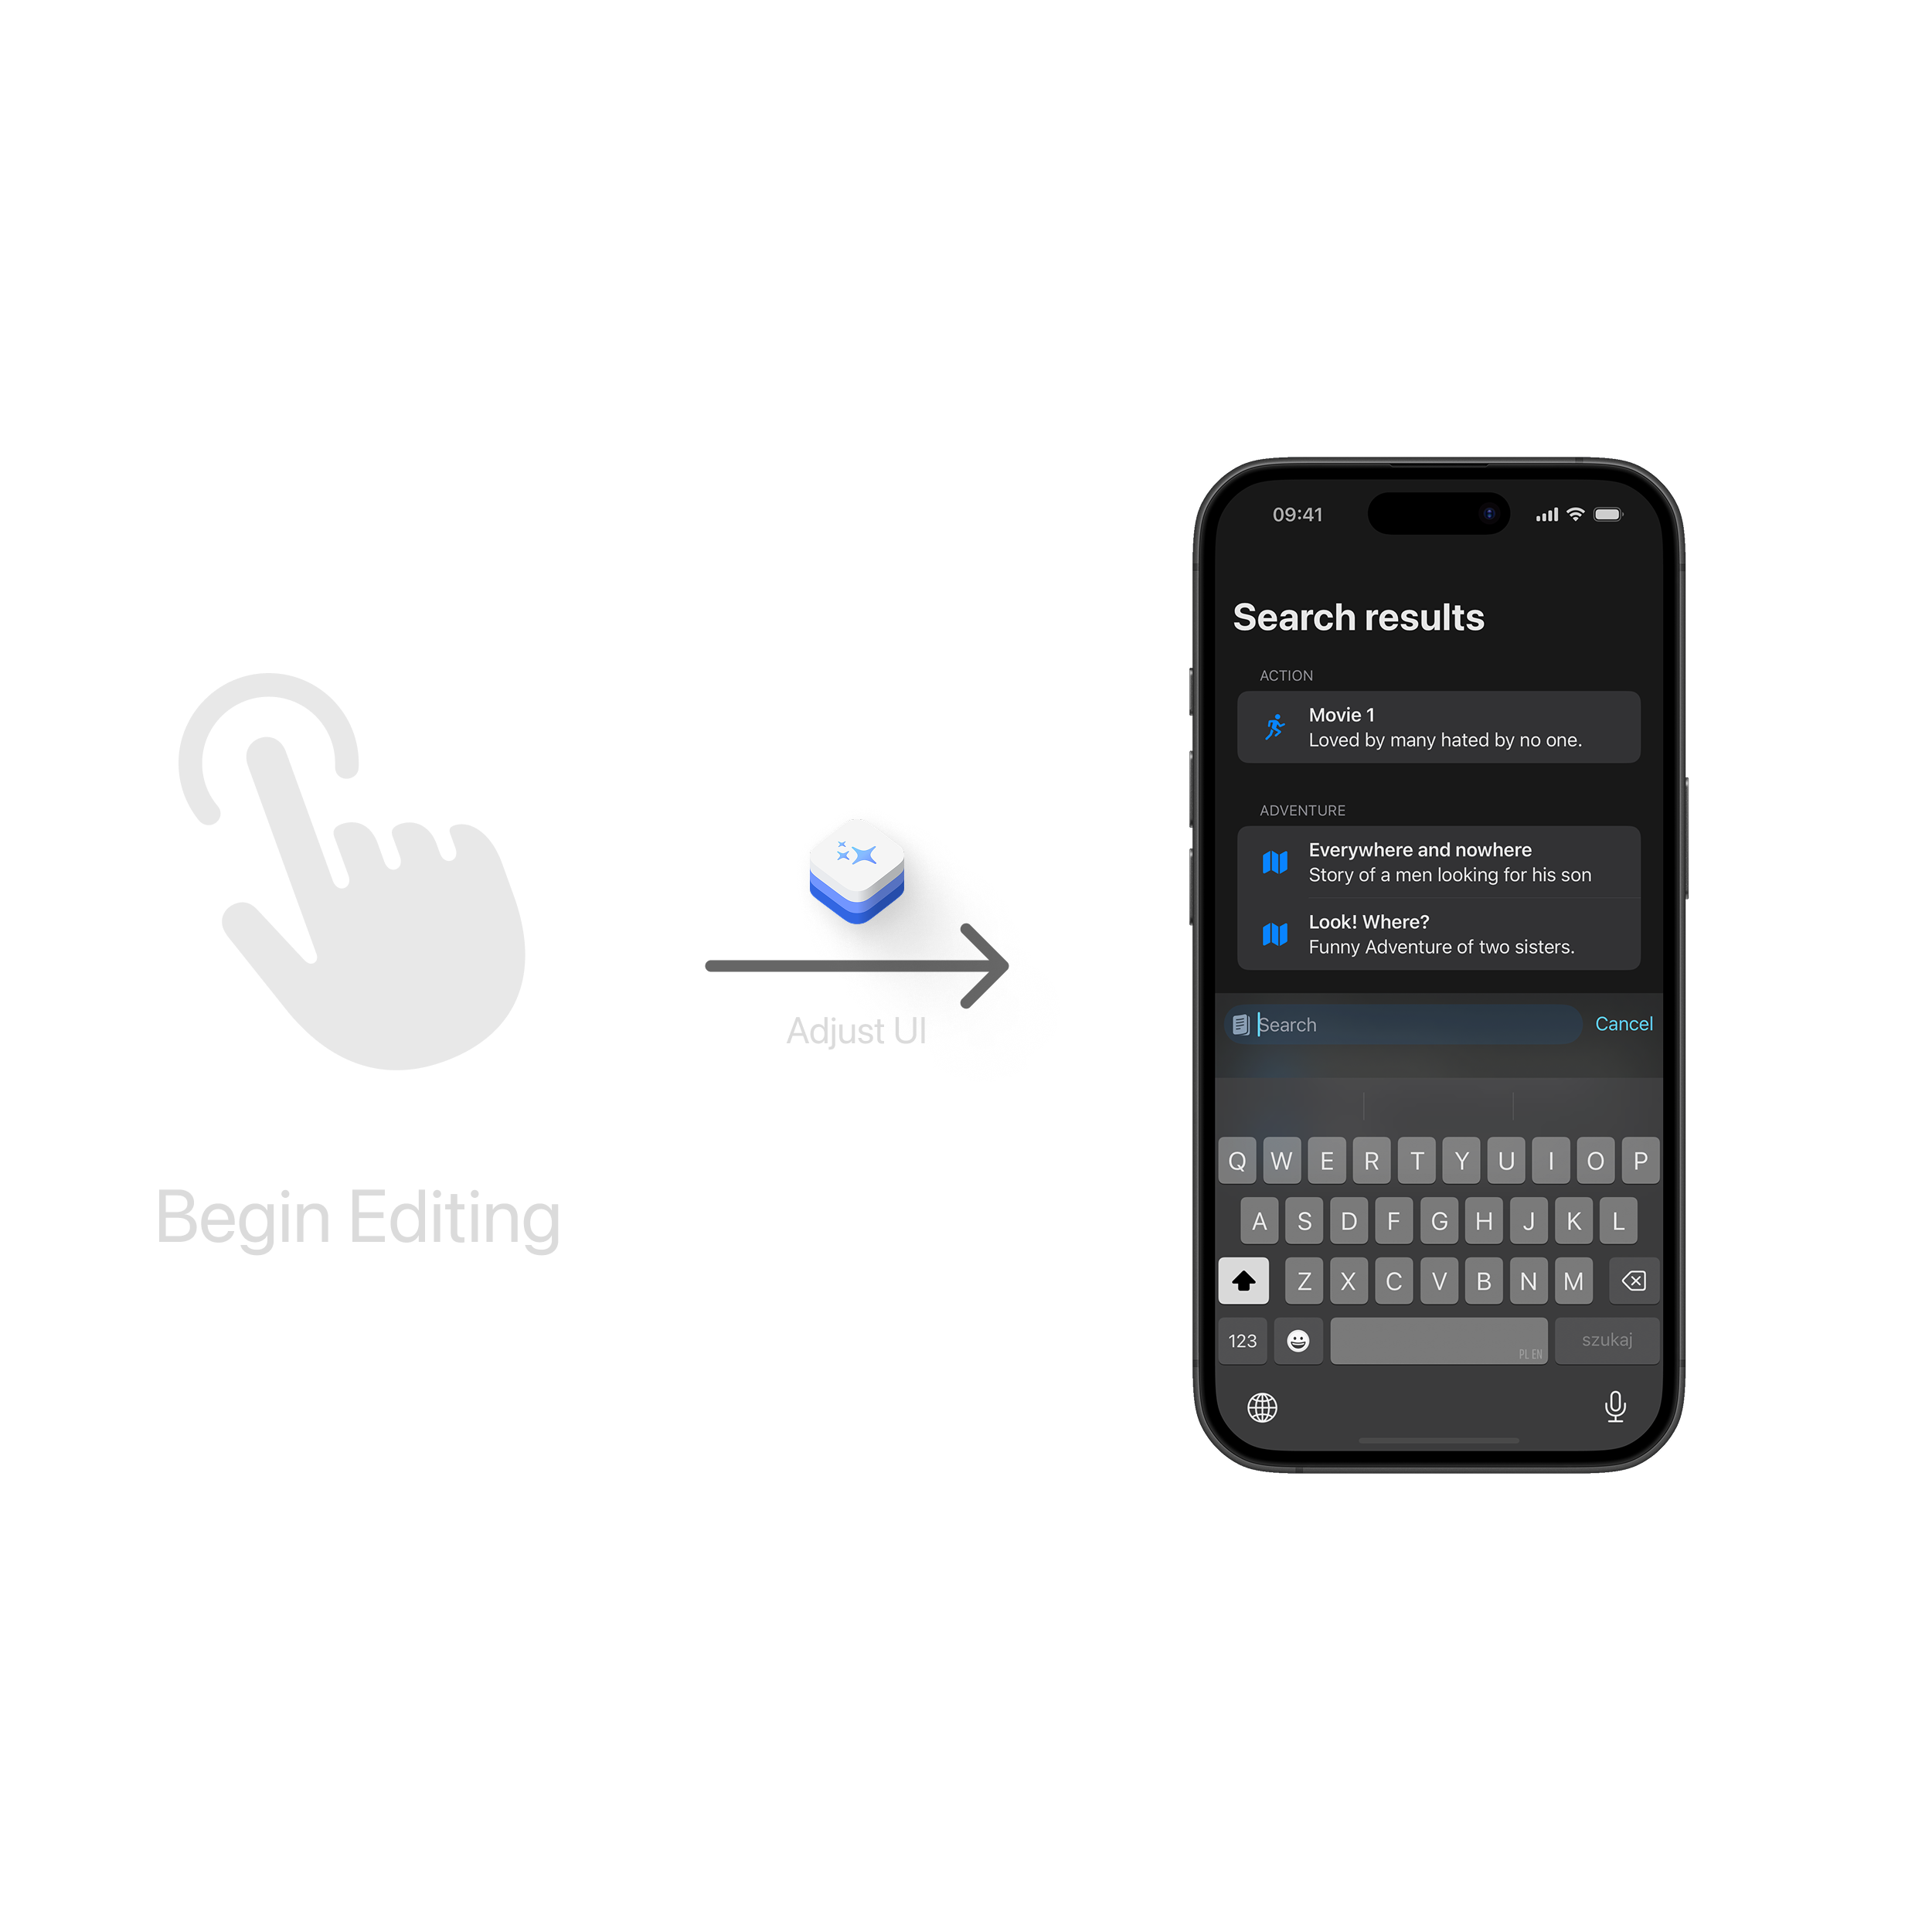 Begin Editing
Adjust UI
09:41
Search results
ACTION
Movie 1
Loved by many hated by no one.
ADVENTURE
Everywhere and nowhere
Story of a men looking for his son
Look! Where?
Funny Adventure of two sisters.
Search
Cancel
Q W E R T Y U I O P
A S D F G H J K L
Z X C V B N M
123
PL EN
szukaj